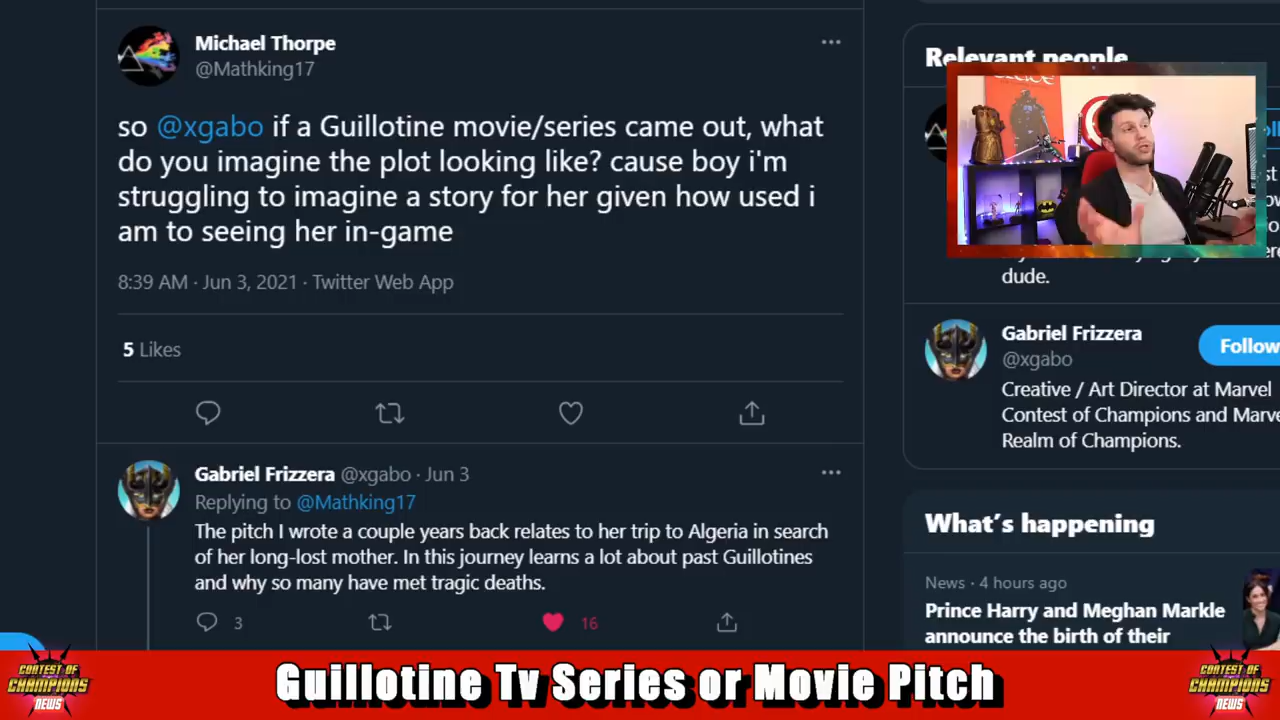 Michael Thorpe
@Mathking17
so @xgabo if a Guillotine movie/series came out, what
do you imagine the plot looking like? cause boy i'm
struggling to imagine a story for her given how used i
am to seeing her in-game
8:39 AM · Jun 3, 2021 · Twitter Web App
5 Likes
Gabriel Frizzera @xgabo · Jun 3
Replying to @Mathking17
The pitch I wrote a couple years back relates to her trip to Algeria in search
of her long-lost mother. In this journey learns a lot about past Guillotines
and why so many have met tragic deaths.
3
16
Relevant people
dude.
Gabriel Frizzera
@xgabo
Follow
Creative / Art Director at Marvel
Contest of Champions and Marve
Realm of Champions.
What's happening
News · 4 hours ago
Prince Harry and Meghan Markle
announce the birth of their
CONTEST OF
CHAMPIONS
NEWS
Guillotine Tv Series or Movie Pitch
CONTEST OF
CHAMPIONS
NEWS